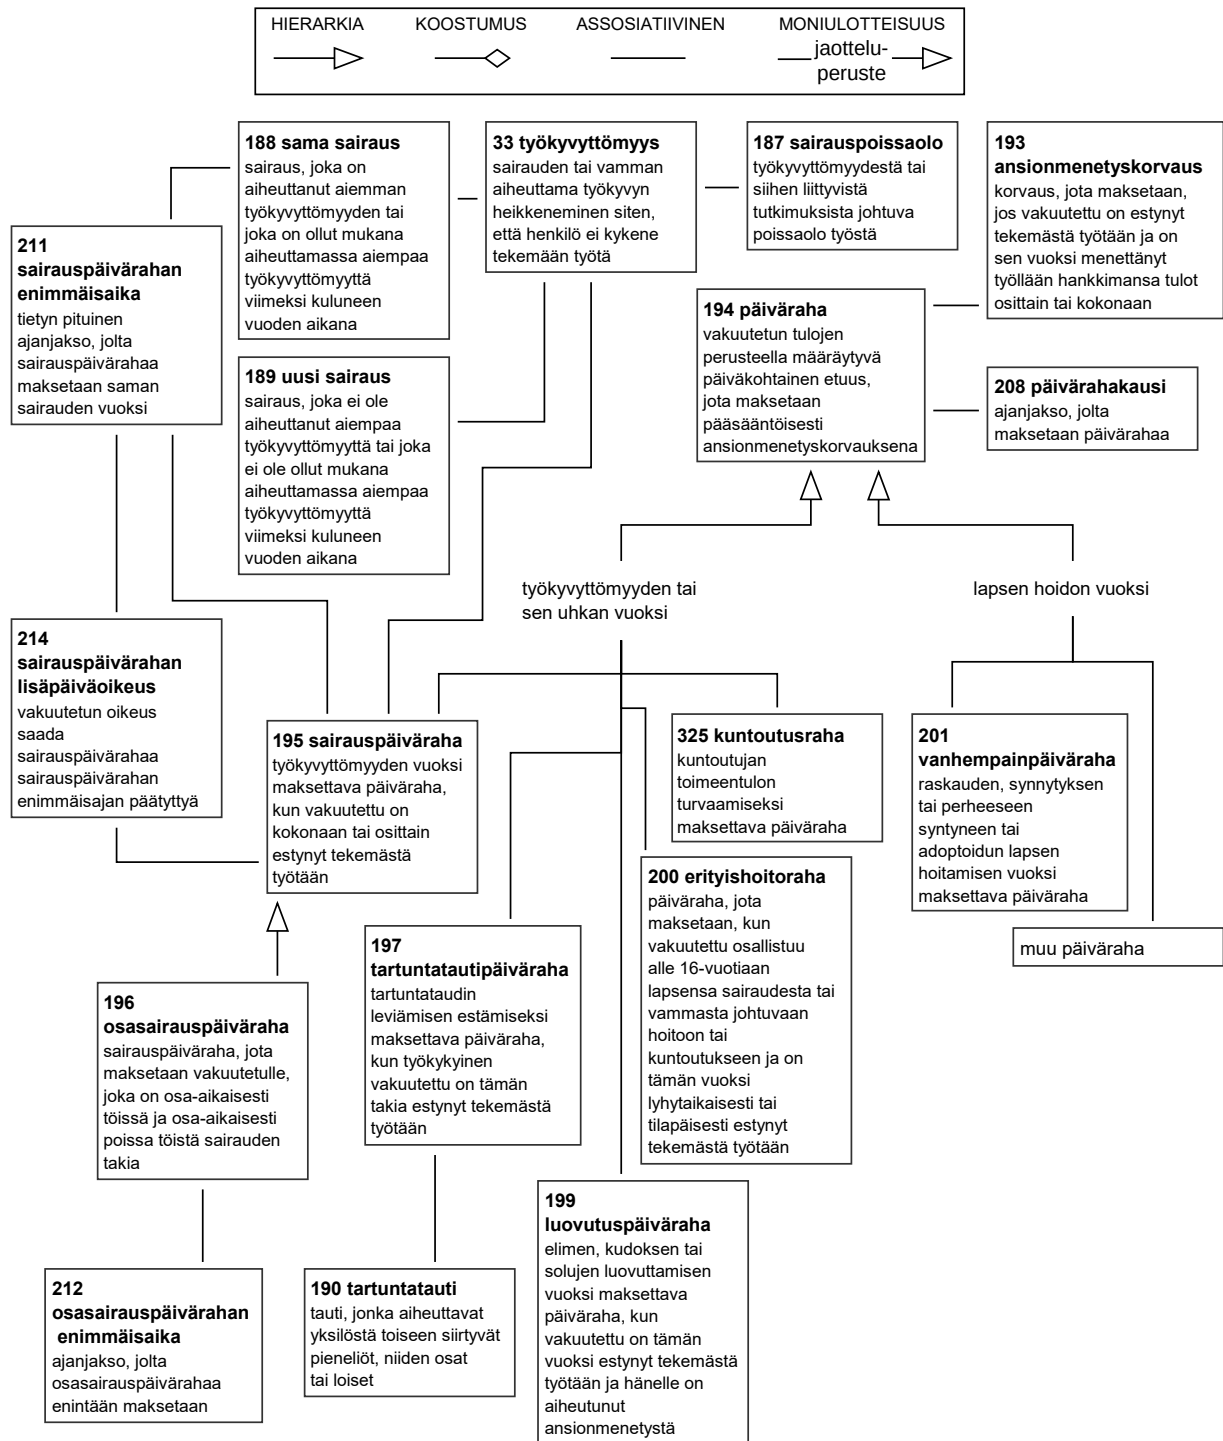 HIERARKIA
KOOSTUMUS
ASSOSIATIIVINEN
MONIULOTTEISUUS
jaottelu-
peruste
188 sama sairaus
sairaus, joka on
aiheuttanut aiemman
työkyvyttömyyden tai
joka on ollut mukana
aiheuttamassa aiempaa
työkyvyttömyyttä
viimeksi kuluneen
vuoden aikana
33 työkyvyttömyys
sairauden tai vamman
aiheuttama työkyvyn
heikkeneminen siten,
että henkilö ei kykene
tekemään työtä
187 sairauspoissaolo
työkyvyttömyydestä tai
siihen liittyvistä
tutkimuksista johtuva
poissaolo työstä
193
ansionmenetyskorvaus
korvaus, jota maksetaan,
jos vakuutettu on estynyt
tekemästä työtään ja on
sen vuoksi menettänyt
työllään hankkimansa tulot
osittain tai kokonaan
211
sairauspäivärahan
enimmäisaika
tietyn pituinen
ajanjakso, jolta
sairauspäivärahaa
maksetaan saman
sairauden vuoksi
194 päiväraha
vakuutetun tulojen
perusteella määräytyvä
päiväkohtainen etuus,
jota maksetaan
pääsääntöisesti
ansionmenetyskorvauksena
189 uusi sairaus
sairaus, joka ei ole
aiheuttanut aiempaa
työkyvyttömyyttä tai joka
ei ole ollut mukana
aiheuttamassa aiempaa
työkyvyttömyyttä
viimeksi kuluneen
vuoden aikana
208 päivärahakausi
ajanjakso, jolta
maksetaan päivärahaa
työkyvyttömyyden tai
sen uhkan vuoksi
lapsen hoidon vuoksi
214
sairauspäivärahan
lisäpäiväoikeus
vakuutetun oikeus
saada
sairauspäivärahaa
sairauspäivärahan
enimmäisajan päätyttyä
195 sairauspäiväraha
työkyvyttömyyden vuoksi
maksettava päiväraha,
kun vakuutettu on
kokonaan tai osittain
estynyt tekemästä
työtään
325 kuntoutusraha
kuntoutujan
toimeentulon
turvaamiseksi
maksettava päiväraha
201
vanhempainpäiväraha
raskauden, synnytyksen
tai perheeseen
syntyneen tai
adoptoidun lapsen
hoitamisen vuoksi
maksettava päiväraha
200 erityishoitoraha
päiväraha, jota
maksetaan, kun
vakuutettu osallistuu
alle 16-vuotiaan
lapsensa sairaudesta tai
vammasta johtuvaan
hoitoon tai
kuntoutukseen ja on
tämän vuoksi
lyhytaikaisesti tai
tilapäisesti estynyt
tekemästä työtään
muu päiväraha
197
tartuntatautipäiväraha
tartuntataudin
leviämisen estämiseksi
maksettava päiväraha,
kun työkykyinen
vakuutettu on tämän
takia estynyt tekemästä
työtään
196
osasairauspäiväraha
sairauspäiväraha, jota
maksetaan vakuutetulle,
joka on osa-aikaisesti
töissä ja osa-aikaisesti
poissa töistä sairauden
takia
199
luovutuspäiväraha
elimen, kudoksen tai
solujen luovuttamisen
vuoksi maksettava
päiväraha, kun
vakuutettu on tämän
vuoksi estynyt tekemästä
työtään ja hänelle on
aiheutunut
ansionmenetystä
212
osasairauspäivärahan
enimmäisaika
ajanjakso, jolta
osasairauspäivärahaa
enintään maksetaan
190 tartuntatauti
tauti, jonka aiheuttavat
yksilöstä toiseen siirtyvät
pieneliöt, niiden osat
tai loiset